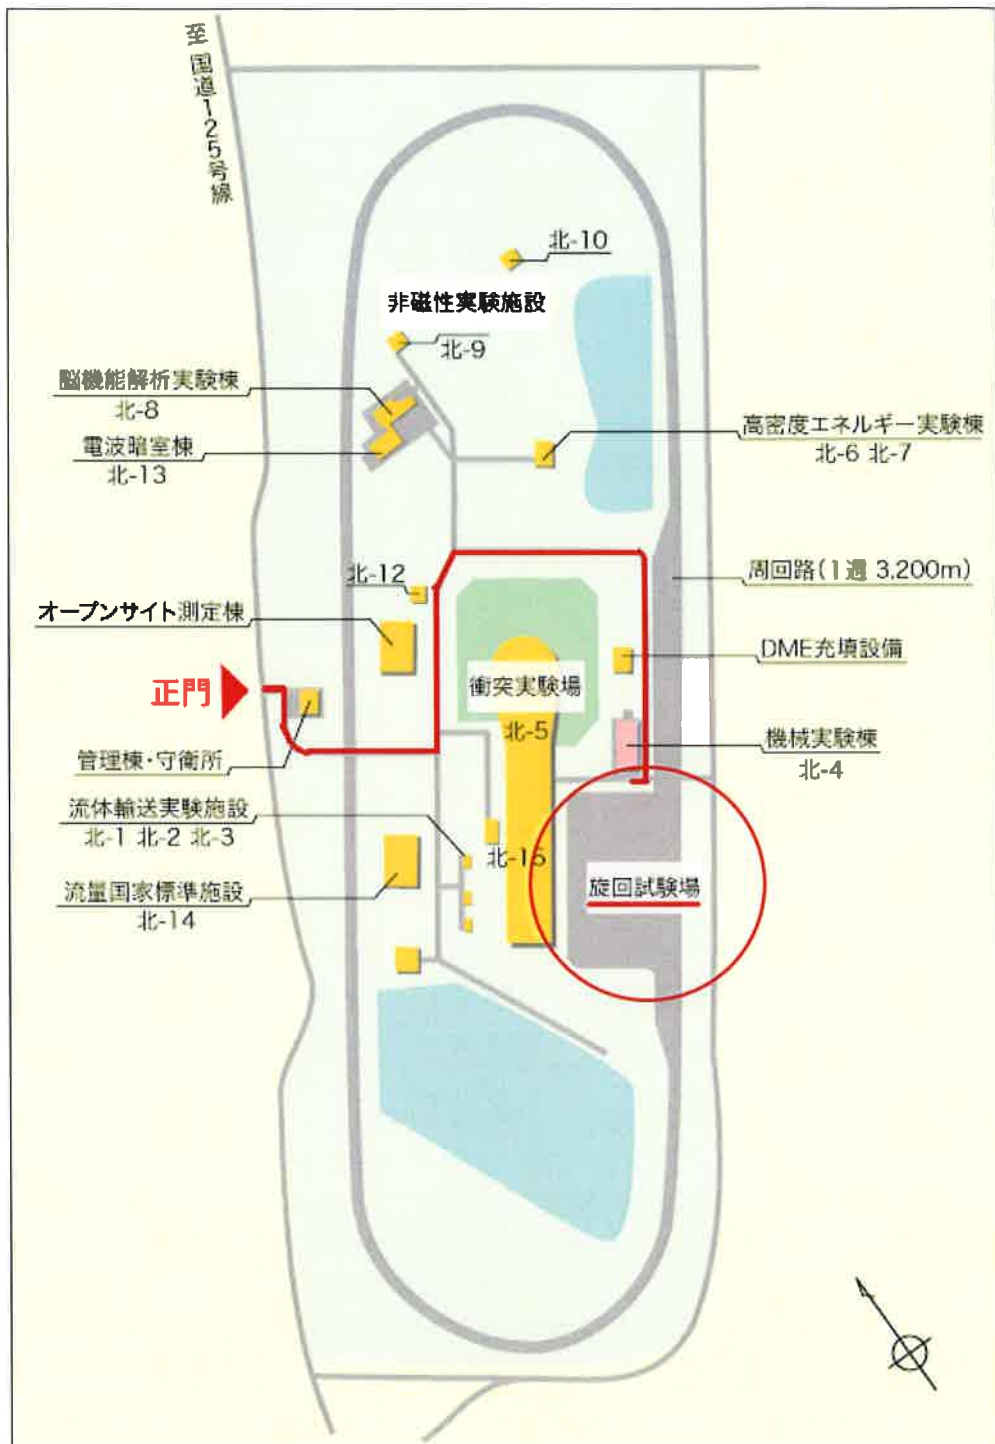 至
国道125号線
北-10
非磁性実験施設
北-9
脳機能解析実験棟
北-8
電波暗室棟
北-13
高密度エネルギー実験棟
北-6 北-7
北-12
周回路(1週 3,200m)
オープンサイト測定棟
DME充填設備
正門
衝突実験場
北-5
機械実験棟
北-4
管理棟・守衛所
流体輸送実験施設
北-1 北-2 北-3
北-15
旋回試験場
流量国家標準施設
北-14